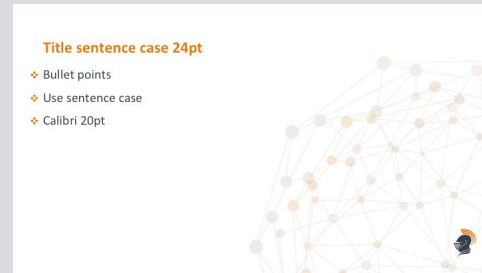 Title sentence case 24pt
Bullet points
Use sentence case
Calibri 20pt